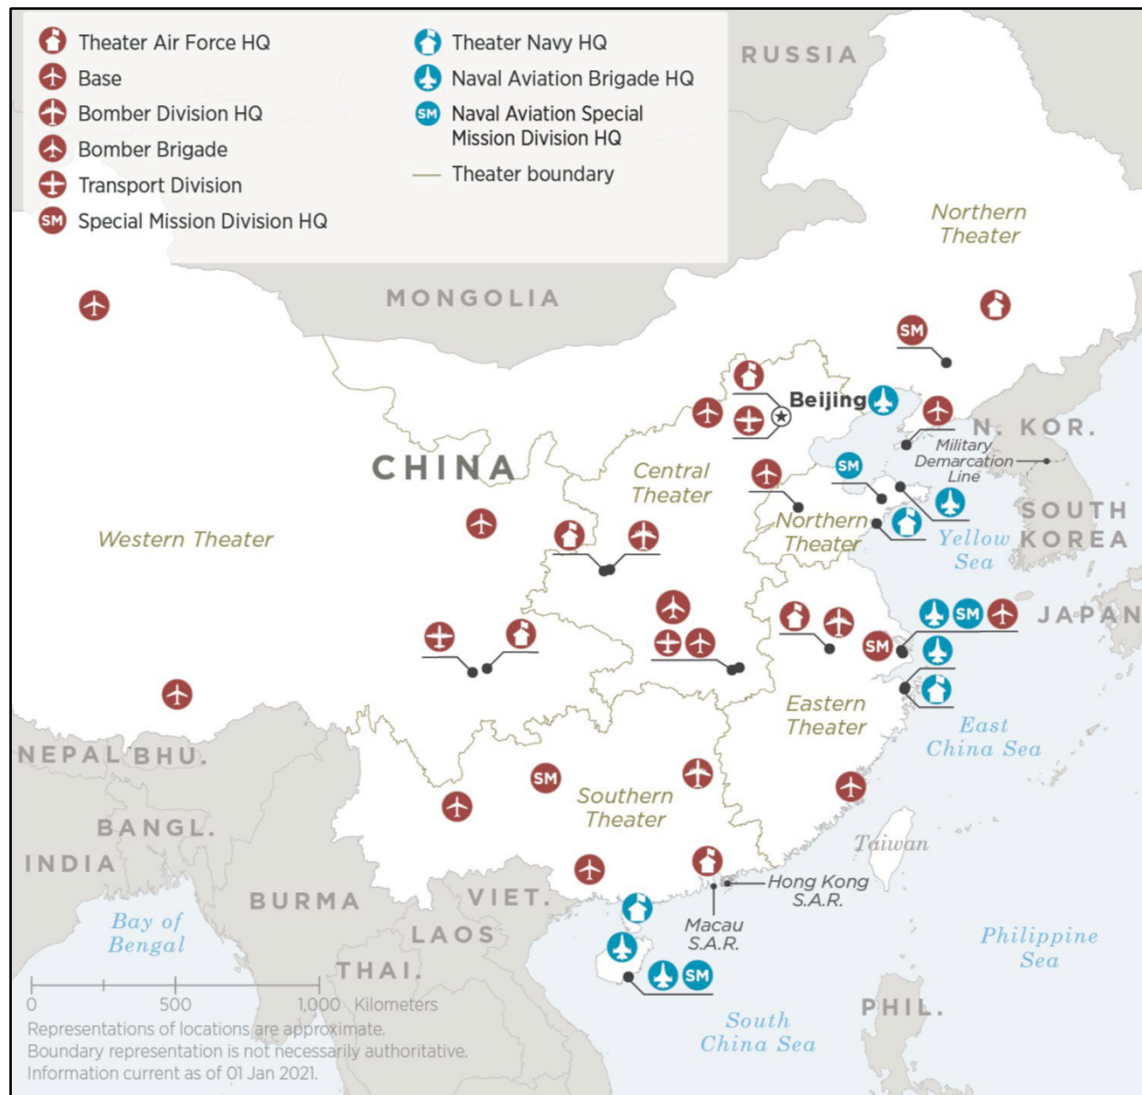 Theater Air Force HQ
Base
Bomber Division HQ
Bomber Brigade
Transport Division
SM Special Mission Division HQ
Theater Navy HQ
Naval Aviation Brigade HQ
SM Naval Aviation Special
Mission Division HQ
Theater boundary
RUSSIA
Northern
Theater
MONGOLIA
SM
Beijing
N. KOR.
Military
Demarcation
Line
CHINA
Central
Theater
SM
SOUTH
KOREA
Northern
Theater
Yellow
Sea
Western Theater
JAPAN
SM
SM
Eastern
Theater
East
China Sea
NEPAL
BHU.
SM
Southern
Theater
BANGL.
INDIA
Taiwan
BURMA
VIET.
Hong Kong
S.A.R.
Macau
S.A.R.
LAOS
Bay of
Bengal
THAI.
Philippine
Sea
SM
PHIL.
South
China Sea
0 500 1,000 Kilometers
Representations of locations are approximate.
Boundary representation is not necessarily authoritative.
Information current as of 01 Jan 2021.